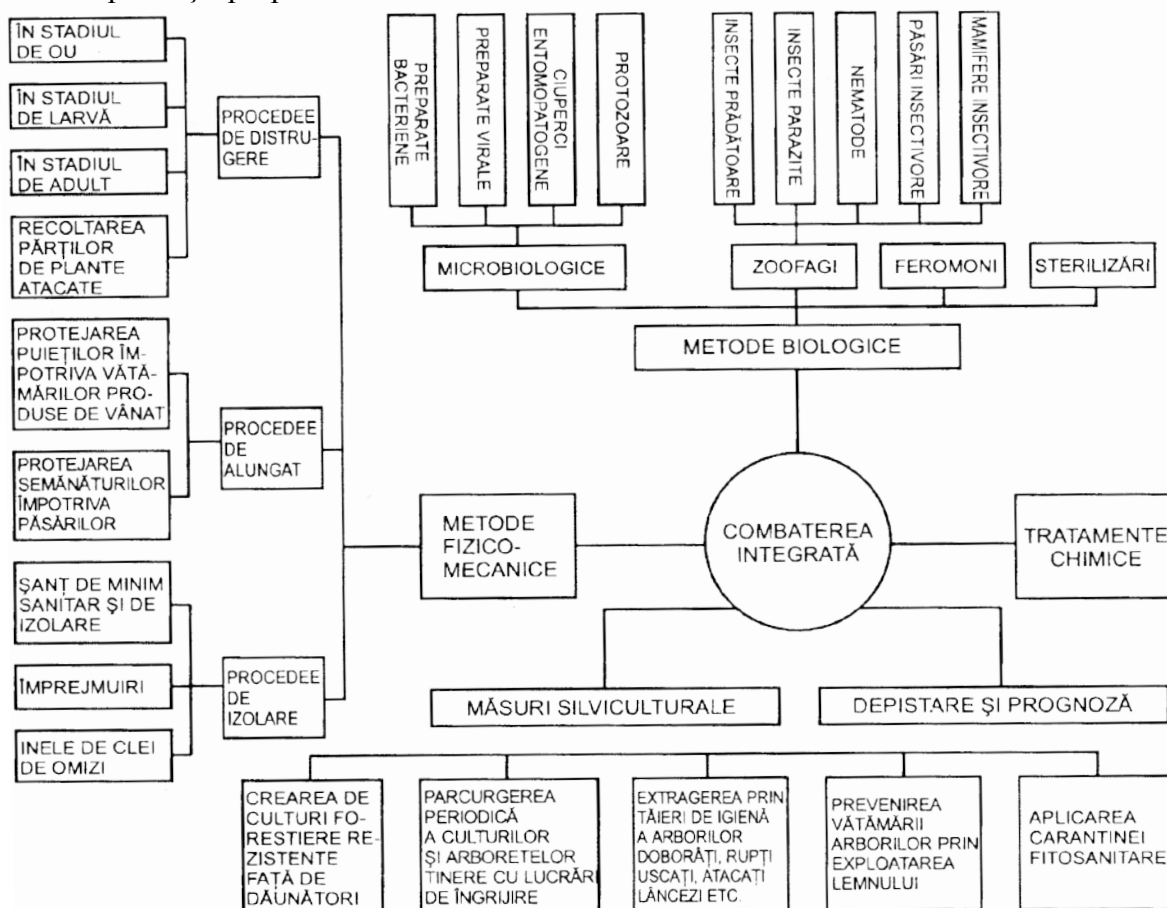 ÎN STADIUL
DE OU
ÎN STADIUL
DE LARVĂ
ÎN STADIUL
DE ADULT
RECOLTAREA
PĂRȚILOR
DE PLANTE
ATACATE
PROCEDEE
DE DISTRU-
GERE
PROTEJAREA
PUIEȚILOR ÎM-
POTRIVA VĂTĂ-
MĂRILOR PRO-
DUSE DE VÂNAT
PROTEJAREA
SEMĂNĂTURILOR
ÎMPOTRIVA
PĂSĂRILOR
PROCEDEE
DE
ALUNGAT
ȘANȚ DE MINIM
SANITAR ȘI DE
IZOLARE
ÎMPREJMUIRI
INELE DE CLEI
DE OMIZI
PROCEDEE
DE
IZOLARE
PREPARATE
BACTERIENE
PREPARATE VIRALE
CIUPERCI
ENTOMOPATOGENE
PROTOZOARE
INSECTE PRĂDĂTOARE
INSECTE PARAZITE
NEMATODE
PĂSĂRI INSECTIVORE
MAMIFERE INSECTIVORE
MICROBIOLOGICE
ZOOFAGI
FEROMONI
STERILIZĂRI
METODE BIOLOGICE
METODE
FIZICO-
MECANICE
COMBATEREA
INTEGRATĂ
TRATAMENTE
CHIMICE
MĂSURI SILVICULTURALE
DEPISTARE ȘI PROGNOZĂ
CREAREA DE
CULTURI FO-
RESTIERE RE-
ZISTENTE
FAȚĂ DE
DĂUNĂTORI
PARCURGEREA
PERIODICĂ
A CULTURILOR
ȘI ARBORETELOR
TINERE CU LUCRĂRI
DE ÎNGRIJIRE
EXTRAGEREA PRIN
TĂIERI DE IGIENĂ
A ARBORILOR
DOBORÂȚI, RUPȚI
USCAȚI, ATACAȚI
LÂNCEZI ETC.
PREVENIREA
VĂTĂMĂRII
ARBORILOR PRIN
EXPLOATAREA
LEMNULUI
APLICAREA
CARANTINEI
FITOSANITARE